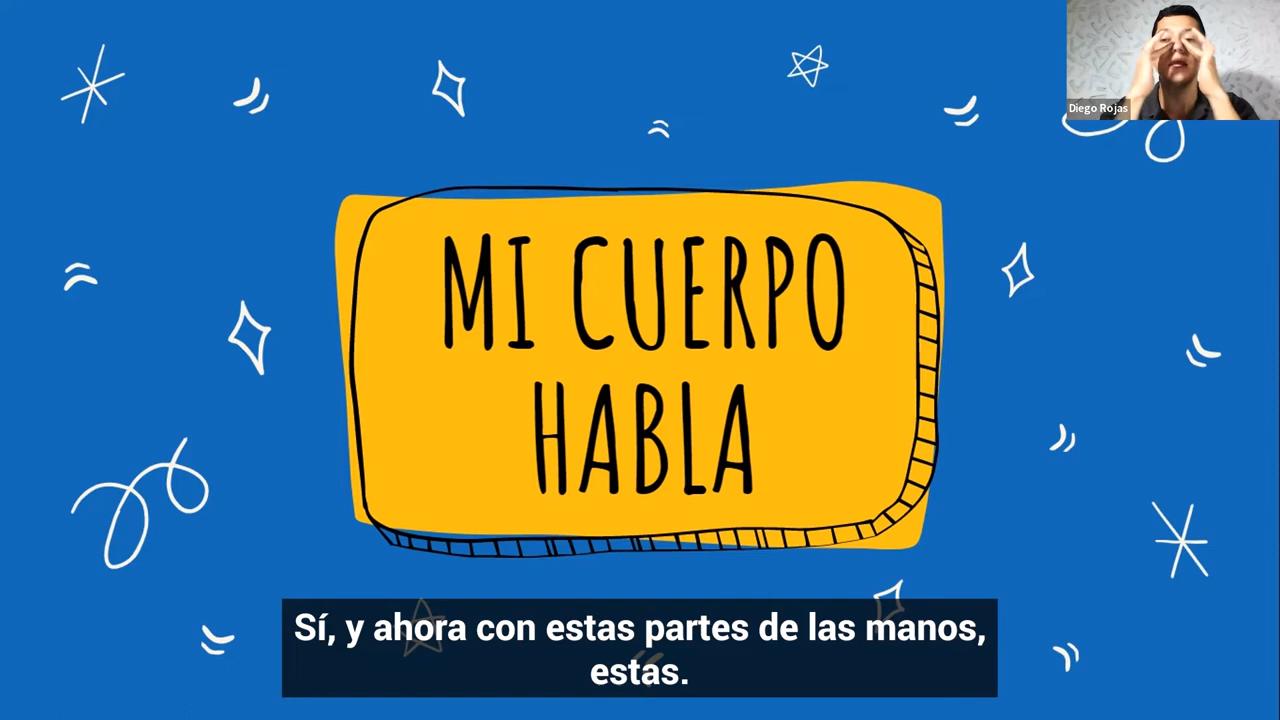 Diego Rojas
MI CUERPO
HABLA
Sí, y ahora con estas partes de las manos,
estas.